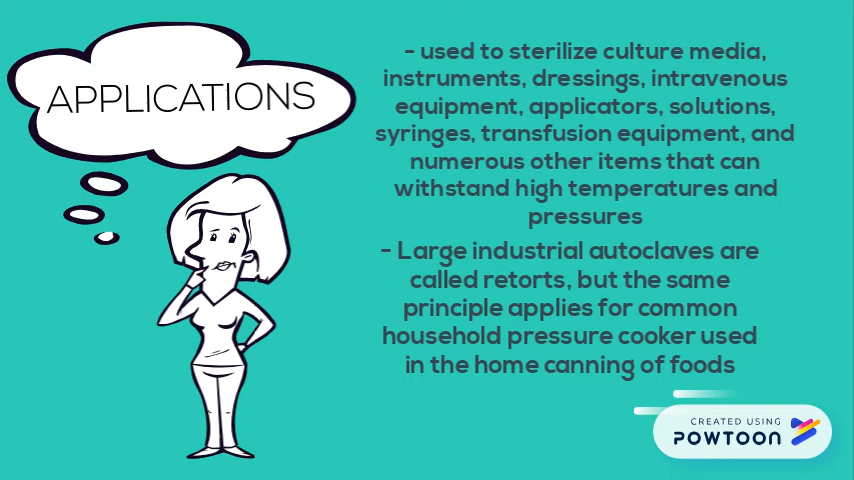 APPLICATIONS
- used to sterilize culture media,
instruments, dressings, intravenous
equipment, applicators, solutions,
syringes, transfusion equipment, and
numerous other items that can
withstand high temperatures and
pressures
- Large industrial autoclaves are
called retorts, but the same
principle applies for common
household pressure cooker used
in the home canning of foods
CREATED USING
POWTOON